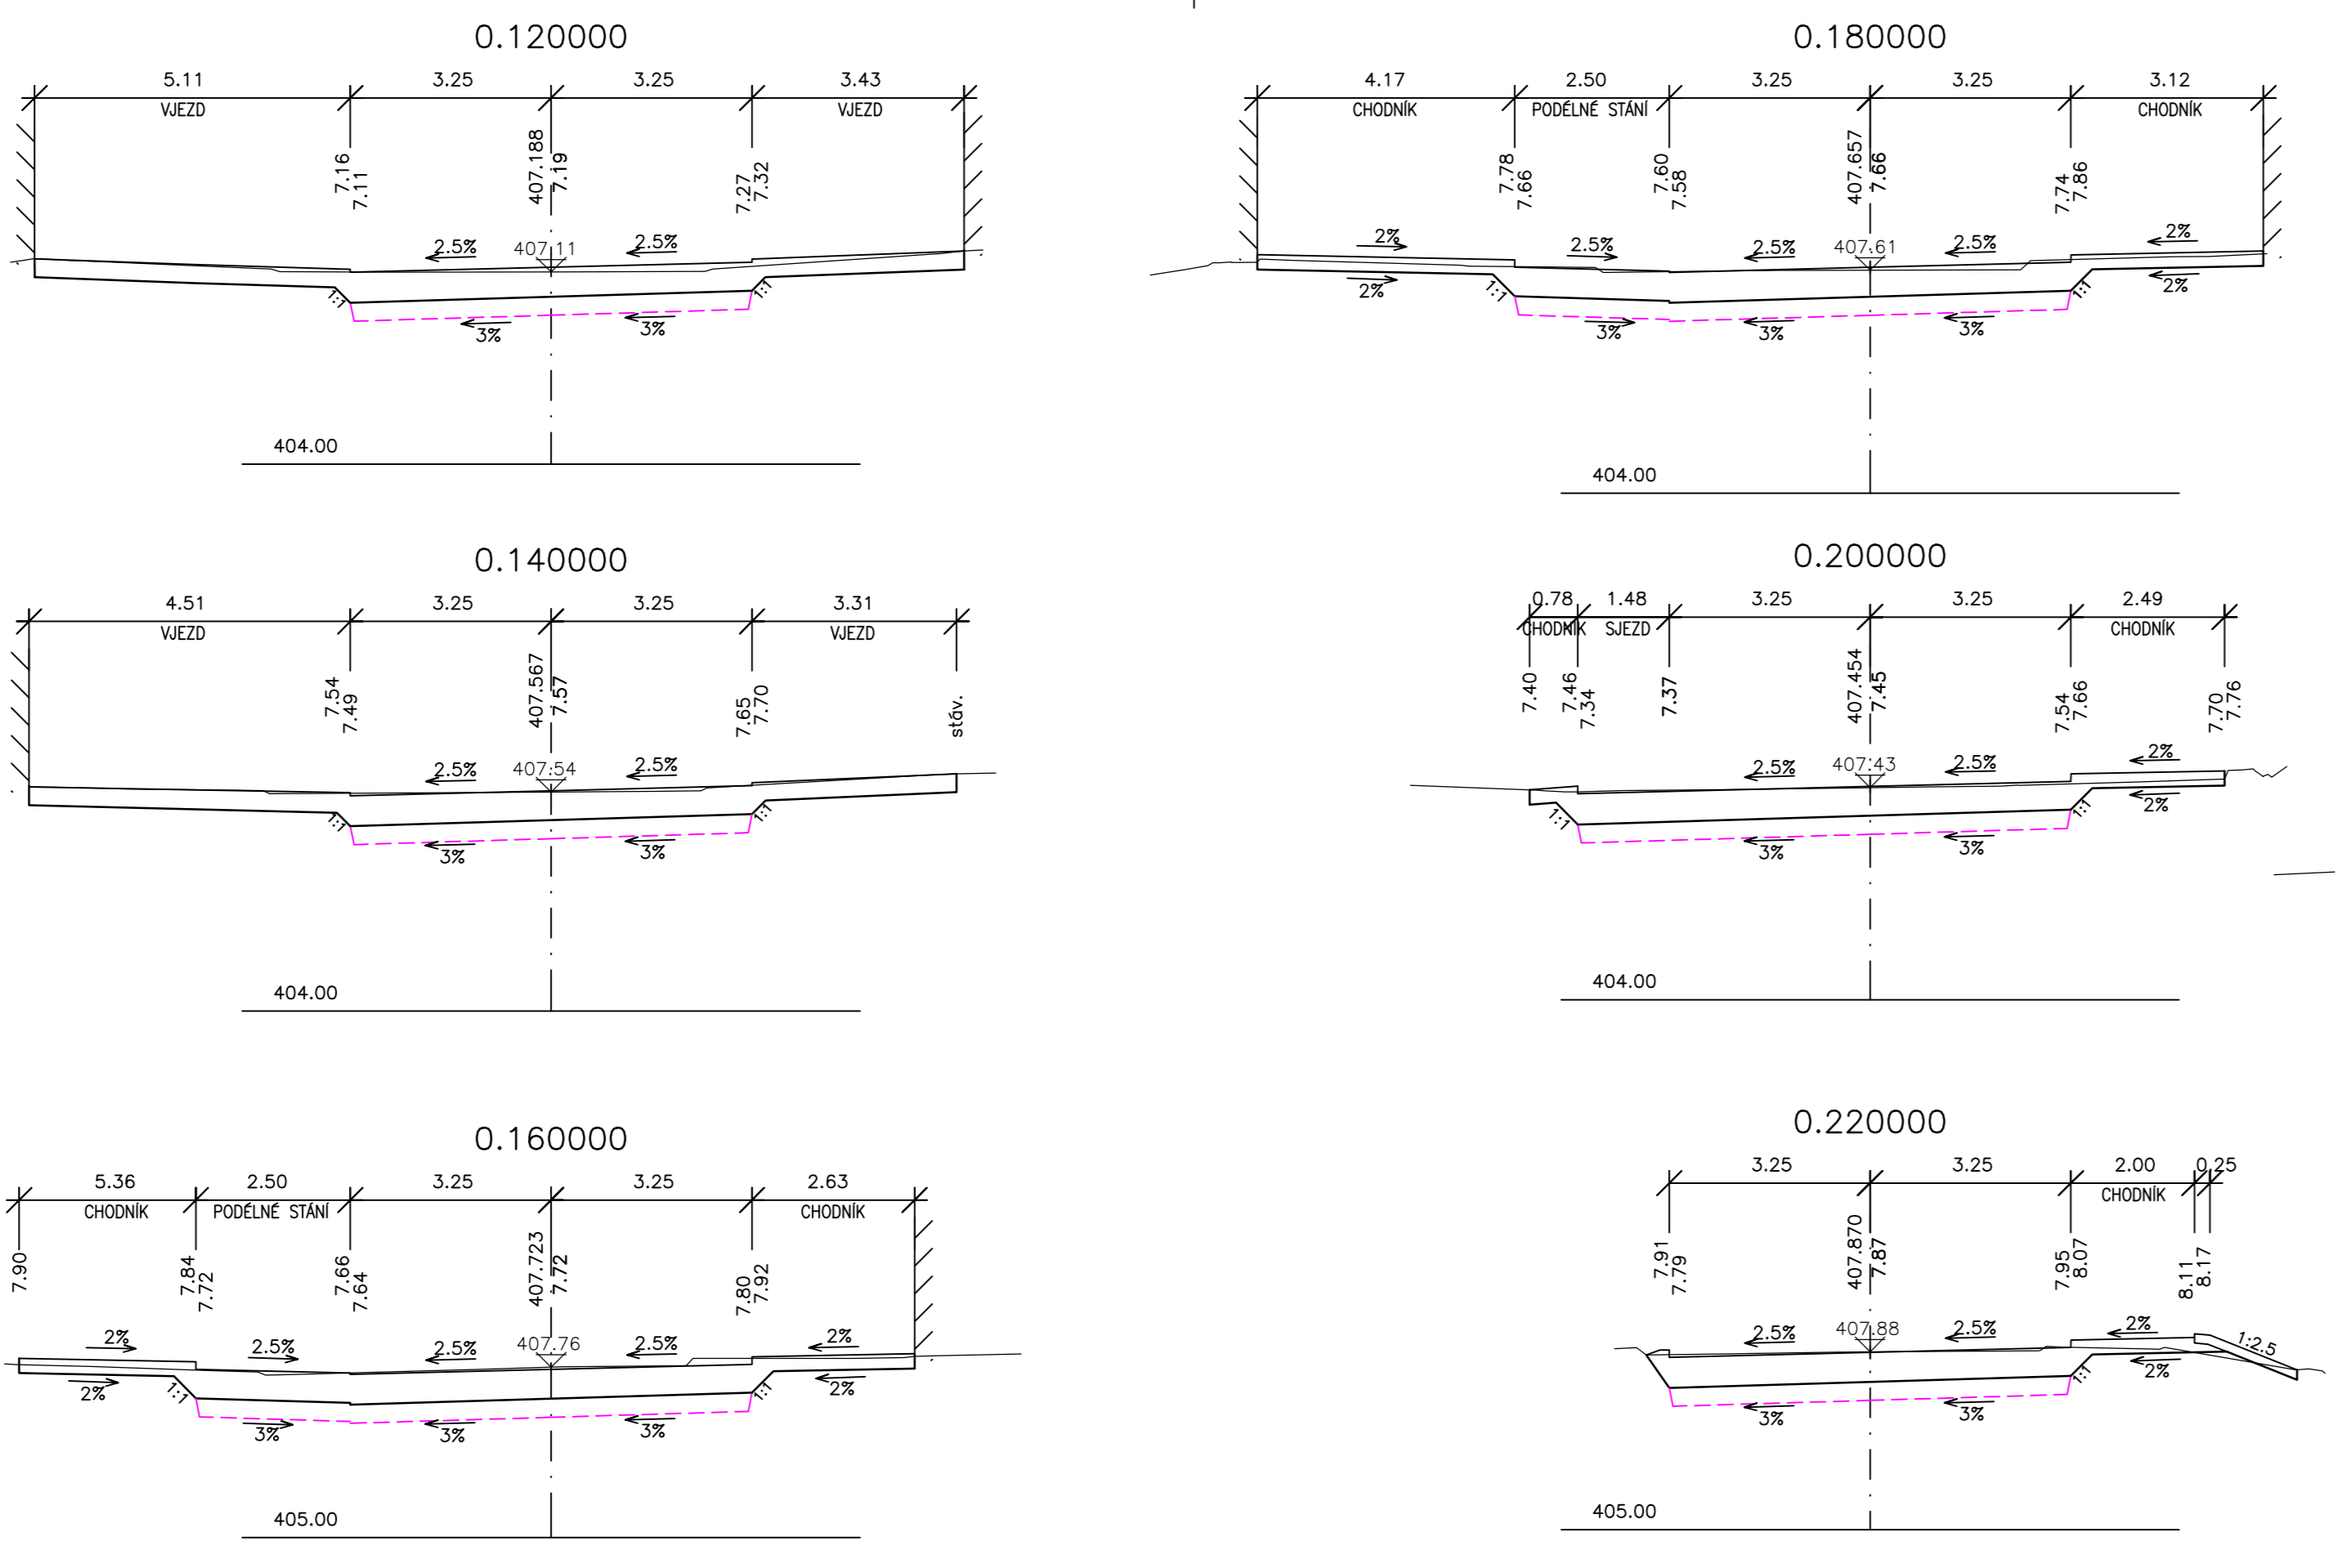 0.120000
5.11 3.25 3.25 3.43
VJEZD VJEZD
7.16
7.11
407.188
7.19
7.27
7.32
2.5% 407.11 2.5%
1:1 1:1
3% 3%
404.00
0.140000
4.51 3.25 3.25 3.31
VJEZD VJEZD
7.54
7.49
407.567
7.57
7.65
7.70
stáv.
2.5% 407.54 2.5%
1:1 1:1
3% 3%
404.00
0.160000
5.36 2.50 3.25 3.25 2.63
CHODNÍK PODÉLNÉ STÁNÍ CHODNÍK
7.90
7.84
7.72
7.66
7.64
407.723
7.72
7.80
7.92
2% 2.5% 2.5% 407.76 2.5% 2%
2% 1:1 1:1 2%
3% 3% 3%
405.00
0.180000
4.17 2.50 3.25 3.25 3.12
CHODNÍK PODÉLNÉ STÁNÍ CHODNÍK
7.78
7.66
7.60
7.58
407.657
7.66
7.74
7.86
2% 2.5% 2.5% 407.61 2.5% 2%
2% 1:1 1:1 2%
3% 3% 3%
404.00
0.200000
0.78 1.48 3.25 3.25 2.49
CHODNÍK SJEZD CHODNÍK
7.40
7.46
7.34
7.37
407.454
7.45
7.54
7.66
7.70
7.76
2.5% 407.43 2.5% 2%
1:1 1:1 2%
3% 3%
404.00
0.220000
3.25 3.25 2.00 0.25
CHODNÍK
7.91
7.79
407.870
7.87
7.95
8.07
8.11
8.17
2.5% 407.88 2.5% 2% 1:2.5
1:1 2%
3% 3%
405.00